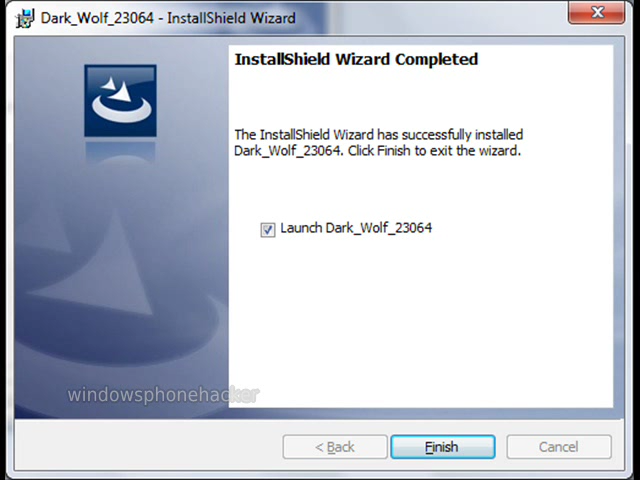 Dark_Wolf_23064 - InstallShield Wizard
InstallShield Wizard Completed
The InstallShield Wizard has successfully installed
Dark_Wolf_23064. Click Finish to exit the wizard.
Launch Dark_Wolf_23064
windowsphonehacker
< Back
Finish
Cancel